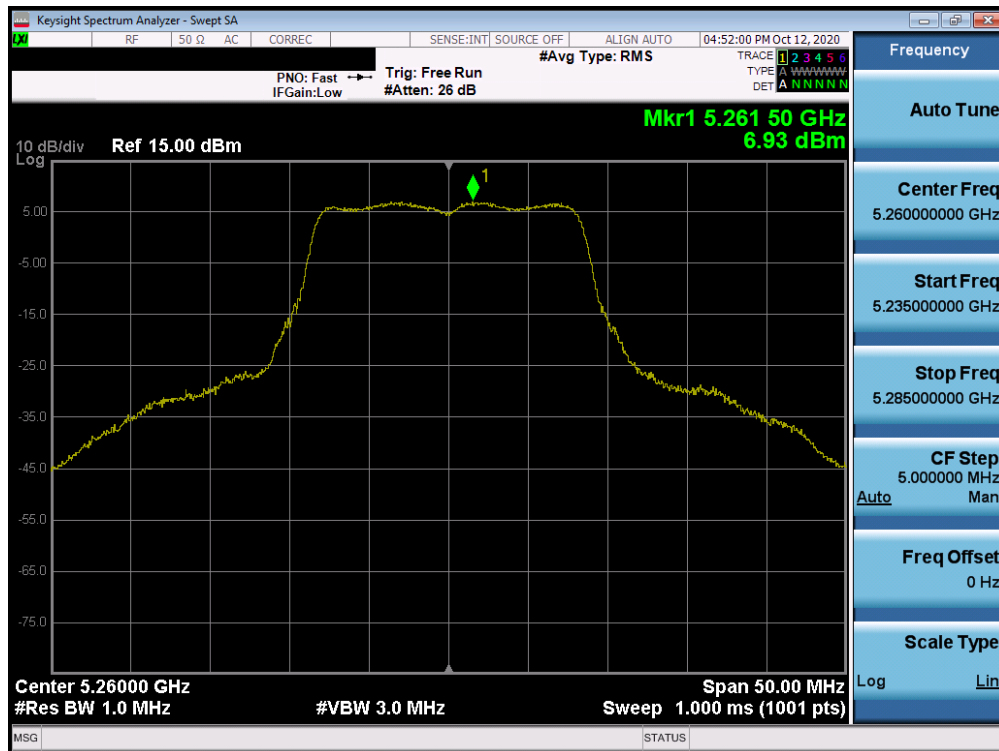 Keysight Spectrum Analyzer - Swept SA
LXI RF 50 Ω AC CORREC SENSE:INT SOURCE OFF ALIGN AUTO 04:52:00 PM Oct 12, 2020
#Avg Type: RMS TRACE 1 2 3 4 5 6
PNO: Fast Trig: Free Run TYPE A WWWWW
IFGain:Low #Atten: 26 dB DET A N N N N N
Mkr1 5.261 50 GHz
6.93 dBm
10 dB/div Ref 15.00 dBm
Log
1
5.00
-5.00
-15.0
-25.0
-35.0
-45.0
-55.0
-65.0
-75.0
Center 5.26000 GHz Span 50.00 MHz
#Res BW 1.0 MHz #VBW 3.0 MHz Sweep 1.000 ms (1001 pts)
MSG STATUS
Frequency
Auto Tune
Center Freq
5.260000000 GHz
Start Freq
5.235000000 GHz
Stop Freq
5.285000000 GHz
CF Step
5.000000 MHz
Auto Man
Freq Offset
0 Hz
Scale Type
Log Lin